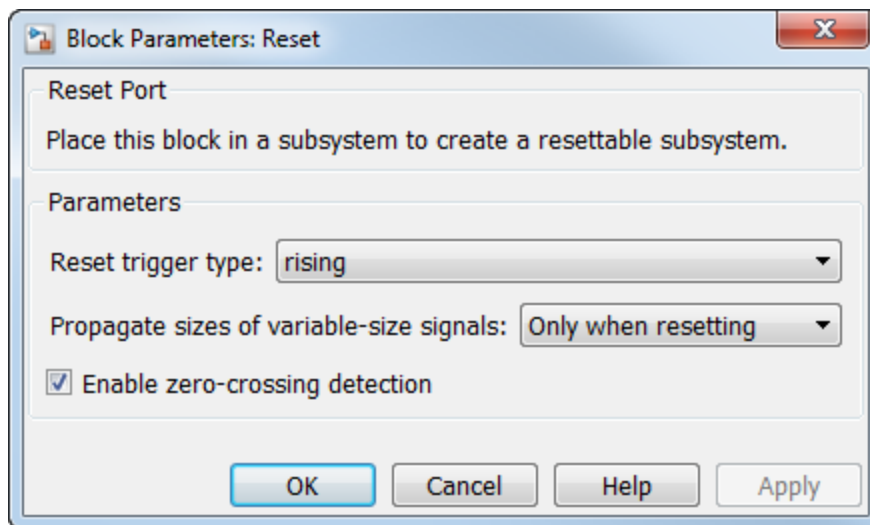 Block Parameters: Reset
Reset Port
Place this block in a subsystem to create a resettable subsystem.
Parameters
Reset trigger type: rising
Propagate sizes of variable-size signals: Only when resetting
Enable zero-crossing detection
OK Cancel Help Apply